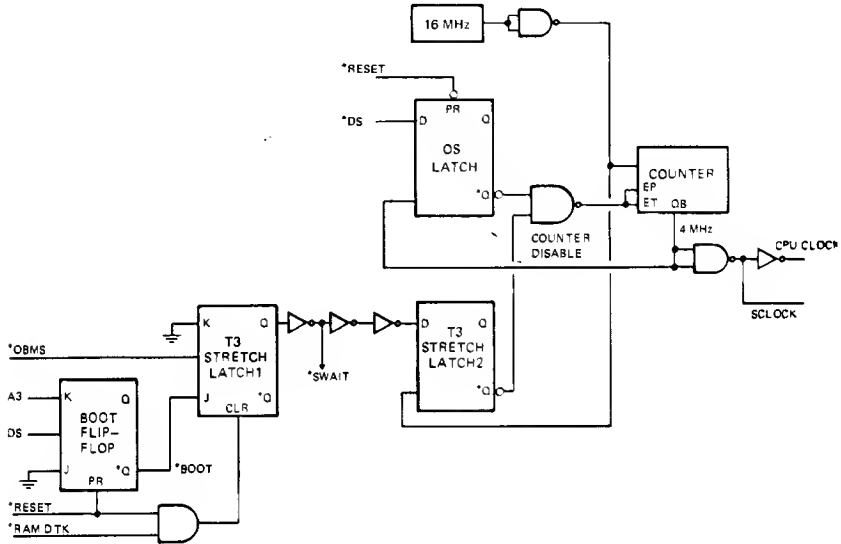 16 MHz
*RESET
PR
*DS
D
Q
OS
LATCH
*Q
COUNTER
EP
ET
QB
4 MHz
COUNTER
DISABLE
CPU CLOCK
SCLOCK
K
Q
T3
STRETCH
LATCH1
J
*Q
CLR
*OBMS
*SWAIT
D
Q
T3
STRETCH
LATCH2
*Q
A3
K
Q
DS
BOOT
FLIP-
FLOP
J
*Q
PR
*BOOT
*RESET
*RAM DTK